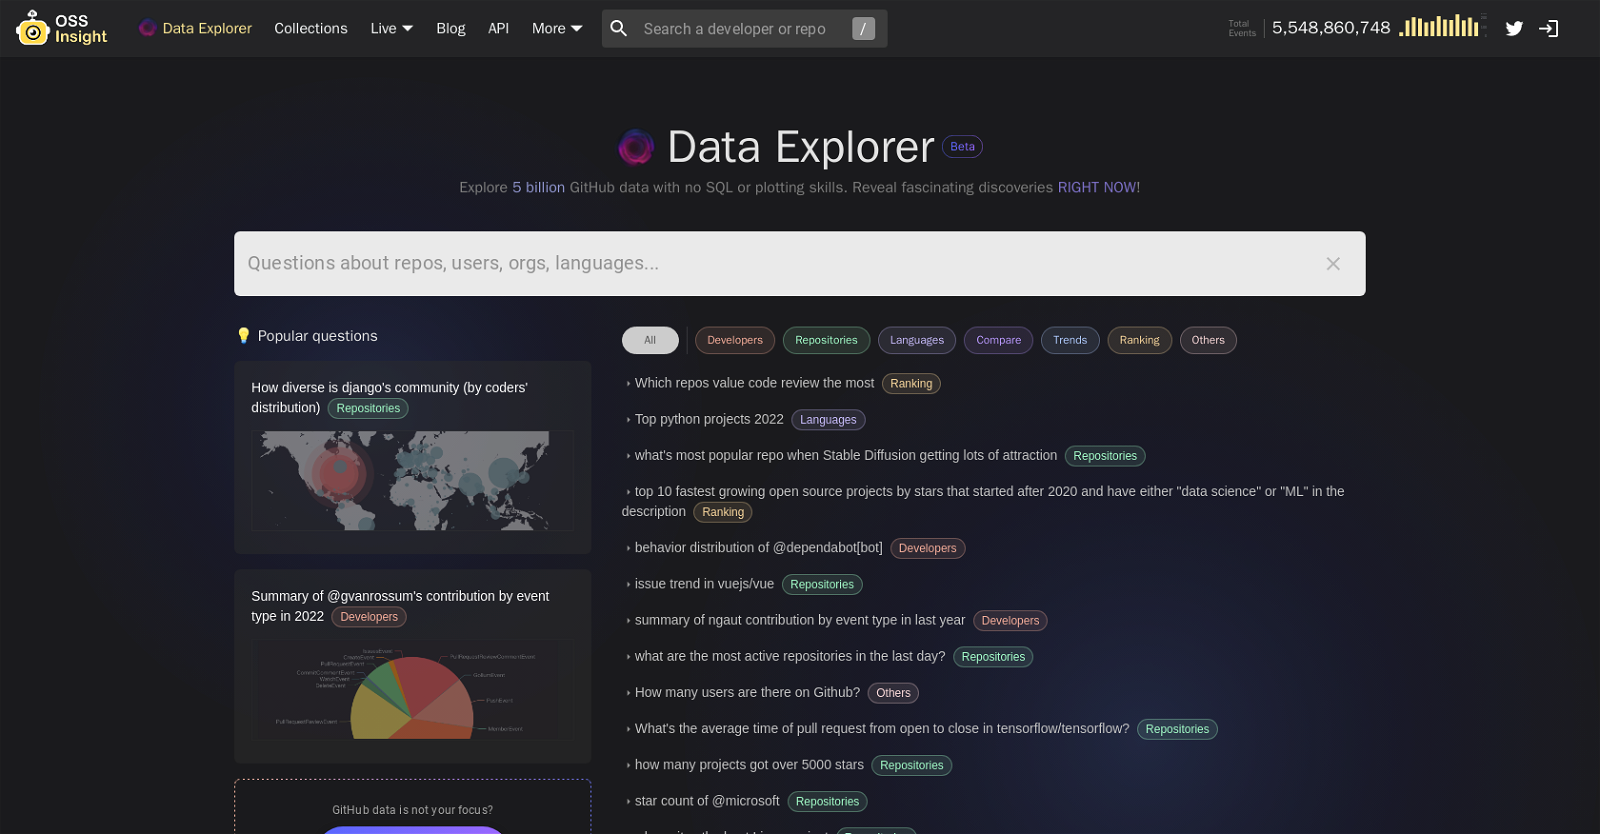 OSS
Insight
Data Explorer
Collections
Live
Blog
API
More
Search a developer or repo
/
Total
Events
5,548,860,748
Data Explorer
Beta
Explore 5 billion GitHub data with no SQL or plotting skills. Reveal fascinating discoveries RIGHT NOW!
Questions about repos, users, orgs, languages...
Popular questions
How diverse is django's community (by coders'
distribution) Repositories
Summary of @gvanrossum's contribution by event
type in 2022 Developers
IssuesEvent
CreateEvent
PullRequestEvent
CommitCommentEvent
WatchEvent
DeleteEvent
PullRequestReviewEvent
PullRequestReviewCommentEvent
GollumEvent
PushEvent
MemberEvent
GitHub data is not your focus?
All
Developers
Repositories
Languages
Compare
Trends
Ranking
Others
Which repos value code review the most Ranking
Top python projects 2022 Languages
what's most popular repo when Stable Diffusion getting lots of attraction Repositories
top 10 fastest growing open source projects by stars that started after 2020 and have either "data science" or "ML" in the
description Ranking
behavior distribution of @dependabot[bot] Developers
issue trend in vuejs/vue Repositories
summary of ngaut contribution by event type in last year Developers
what are the most active repositories in the last day? Repositories
How many users are there on Github? Others
What's the average time of pull request from open to close in tensorflow/tensorflow? Repositories
how many projects got over 5000 stars Repositories
star count of @microsoft Repositories